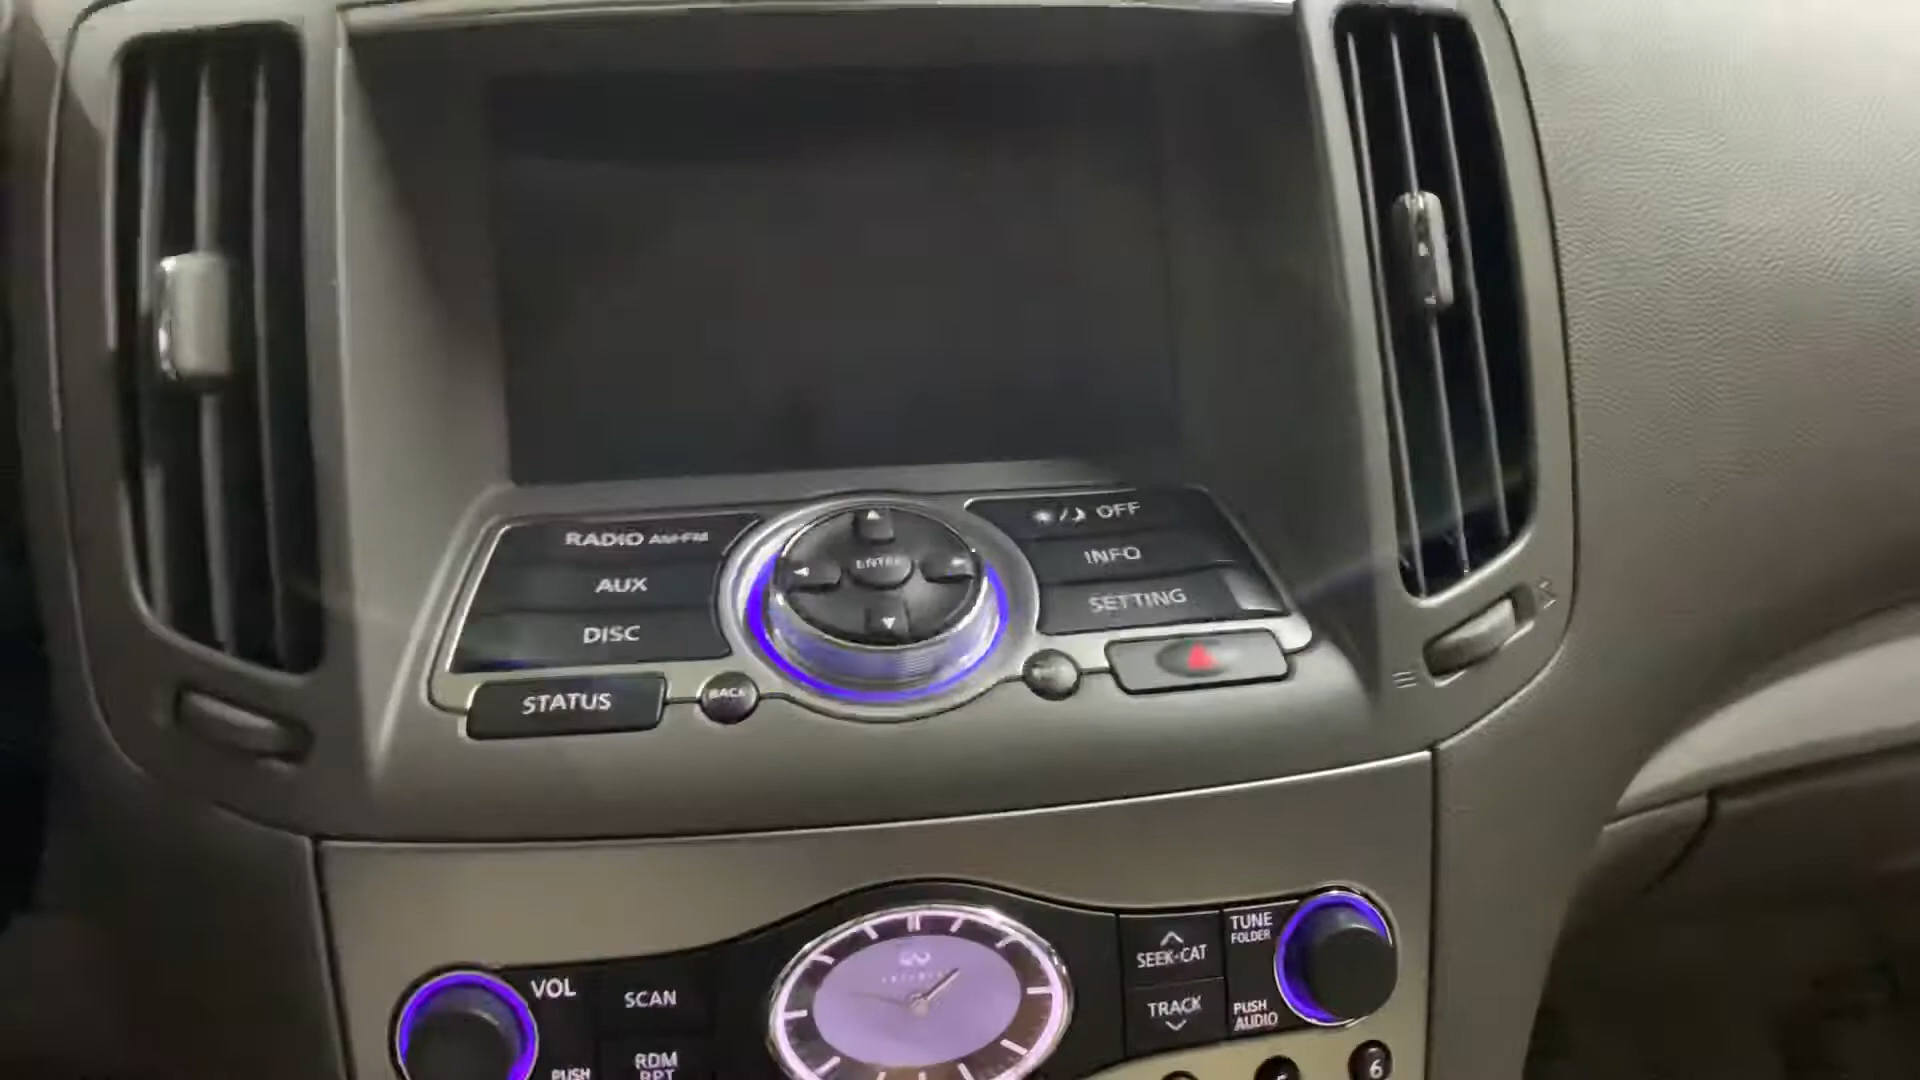 RADIO AM·FM
AUX
DISC
STATUS
BACK
ENTER
OFF
INFO
SETTING
VOL
SCAN
RDM
RPT
PUSH
SEEK·CAT
TRACK
TUNE
FOLDER
PUSH
AUDIO
6